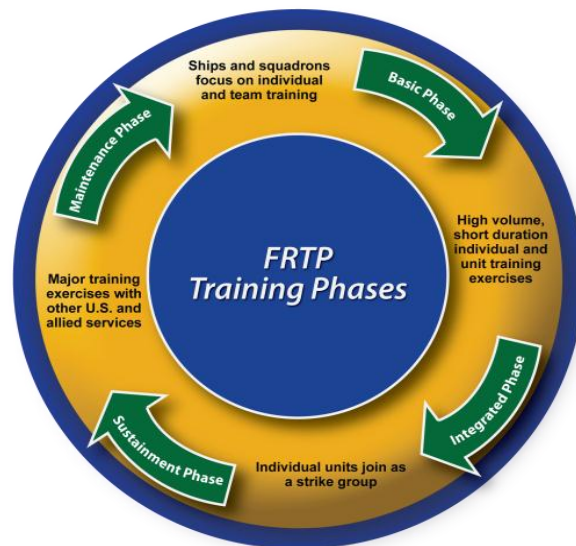 Ships and squadrons
focus on individual
and team training
Basic Phase
High volume,
short duration
individual and
unit training
exercises
Integrated Phase
Individual units join as
a strike group
Sustainment Phase
Major training
exercises with
other U.S. and
allied services
Maintenance Phase
FRTP
Training Phases